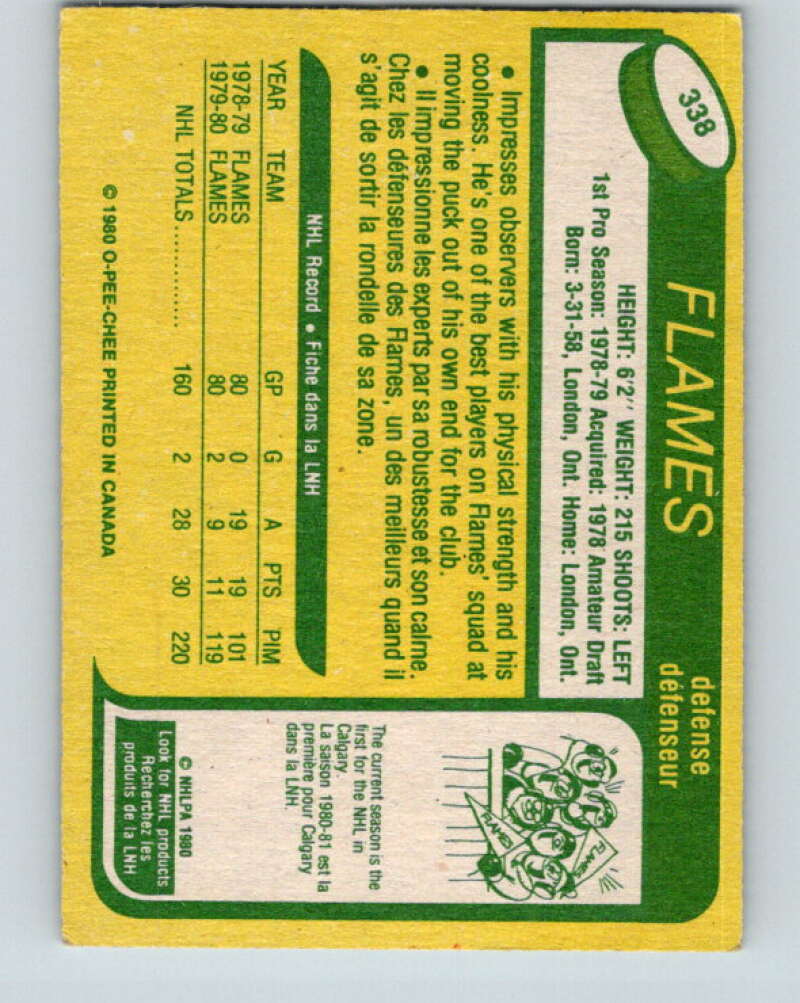 338
FLAMES
defense
défenseur
HEIGHT: 6'2" WEIGHT: 215 SHOOTS: LEFT
1st Pro Season: 1978-79 Acquired: 1978 Amateur Draft
Born: 3-31-58, London, Ont. Home: London, Ont.
• Impresses observers with his physical strength and his
coolness. He's one of the best players on Flames' squad at
moving the puck out of his own end for the club.
• Il impressionne les experts par sa robustesse et son calme.
Chez les défenseures des Flames, un des meilleurs quand il
s'agit de sortir la rondelle de sa zone.
NHL Record • Fiche dans la LNH
YEAR TEAM GP G A PTS PIM
1978-79 FLAMES 80 0 19 19 101
1979-80 FLAMES 80 2 9 11 119
NHL TOTALS ............. 160 2 28 30 220
© 1980 O-PEE-CHEE PRINTED IN CANADA
FLAMES
FLAMES
The current season is the
first for the NHL in
Calgary.
La saison 1980-81 est la
première pour Calgary
dans la LNH.
© NHLPA 1980
Look for NHL products
Recherchez les
produits de la LNH